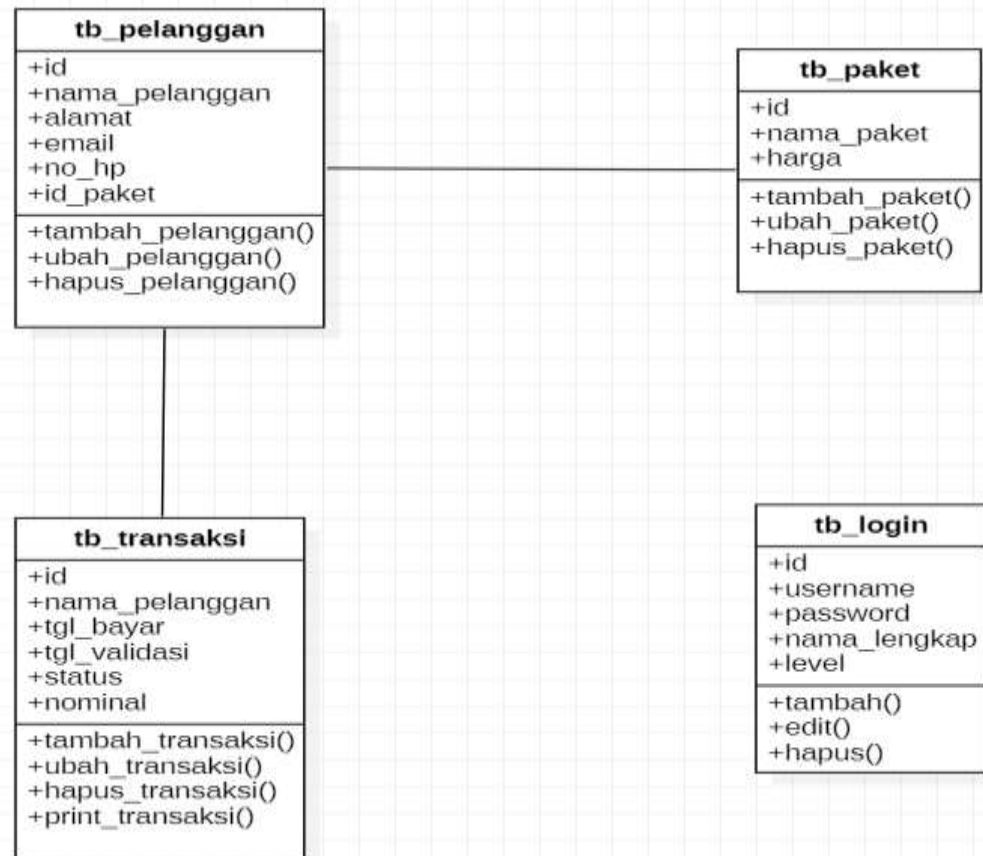 tb_pelanggan
+id
+nama_pelanggan
+alamat
+email
+no_hp
+id_paket
+tambah_pelanggan()
+ubah_pelanggan()
+hapus_pelanggan()
tb_paket
+id
+nama_paket
+harga
+tambah_paket()
+ubah_paket()
+hapus_paket()
tb_transaksi
+id
+nama_pelanggan
+tgl_bayar
+tgl_validasi
+status
+nominal
+tambah_transaksi()
+ubah_transaksi()
+hapus_transaksi()
+print_transaksi()
tb_login
+id
+username
+password
+nama_lengkap
+level
+tambah()
+edit()
+hapus()